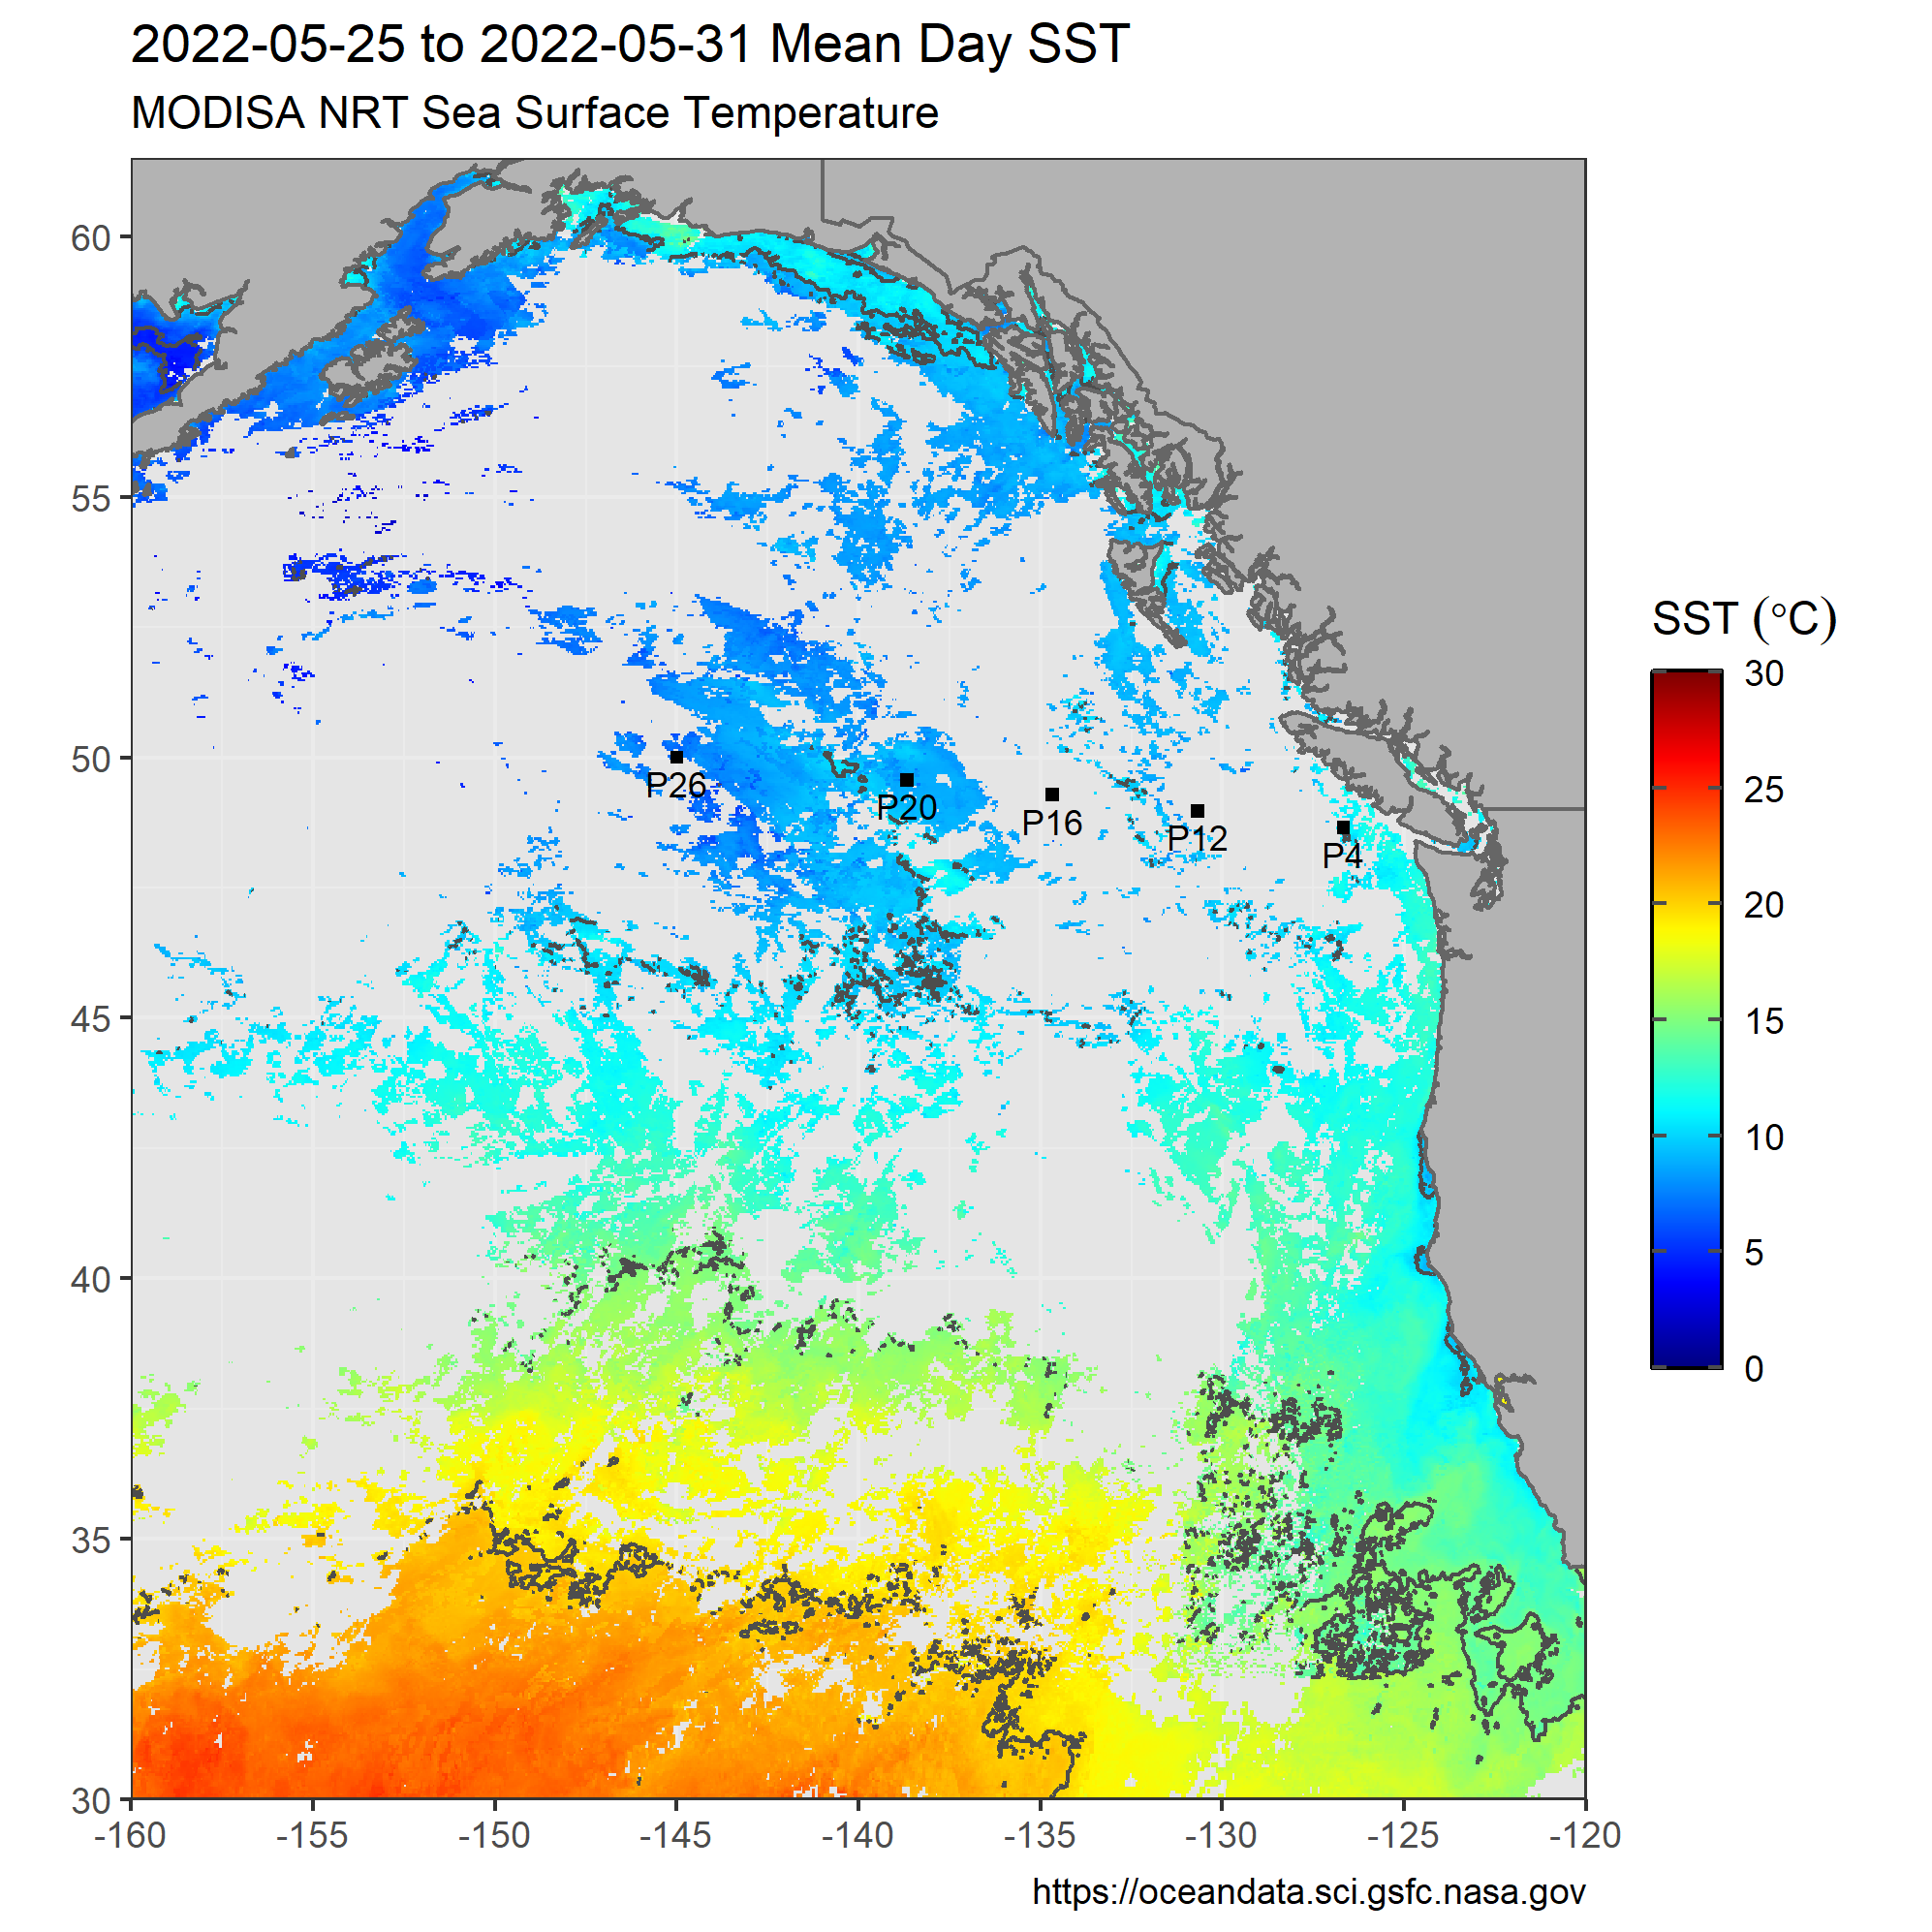 2022-05-25 to 2022-05-31 Mean Day SST
MODISA NRT Sea Surface Temperature
60
55
50
45
40
35
30
-160
-155
-150
-145
-140
-135
-130
-125
-120
P26
P20
P16
P12
P4
SST (°C)
30
25
20
15
10
5
0
https://oceandata.sci.gsfc.nasa.gov